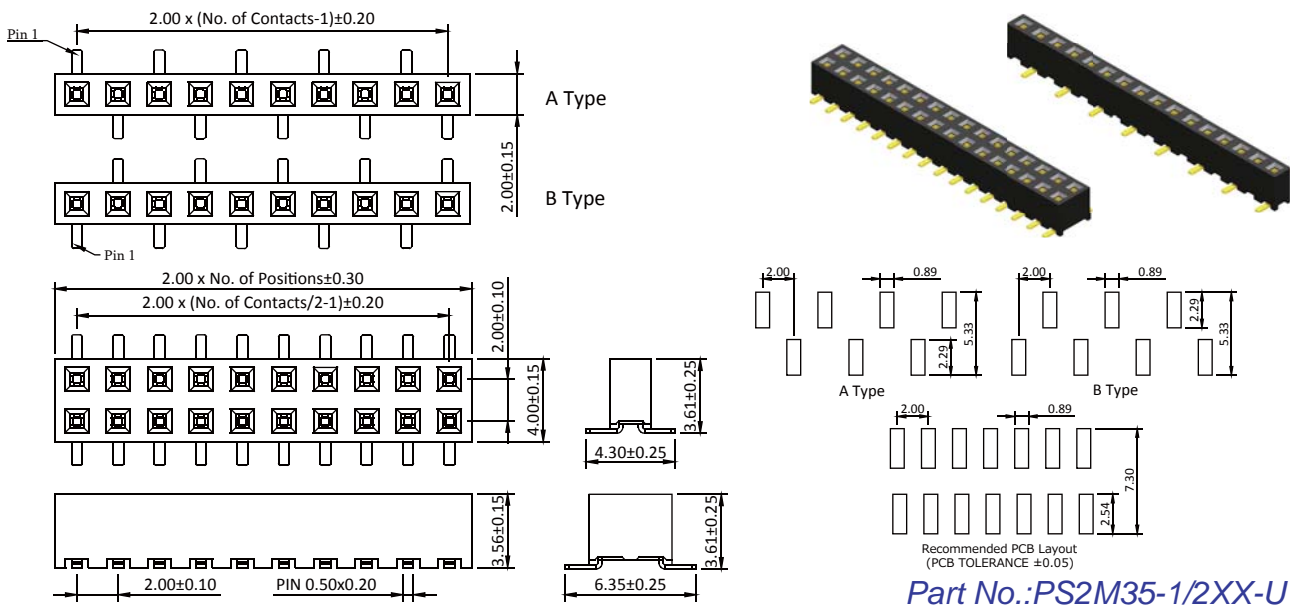 2.00 x (No. of Contacts-1)±0.20
Pin 1
A Type
2.00±0.15
B Type
Pin 1
2.00 x No. of Positions±0.30
2.00 x (No. of Contacts/2-1)±0.20
2.00±0.10
4.00±0.15
3.61±0.25
4.30±0.25
3.56±0.15
2.00±0.10
PIN 0.50x0.20
3.61±0.25
6.35±0.25
2.00
0.89
2.29
5.33
A Type
2.00
0.89
2.29
5.33
B Type
2.00
0.89
7.30
2.54
Recommended PCB Layout
(PCB TOLERANCE ±0.05)
Part No.:PS2M35-1/2XX-U